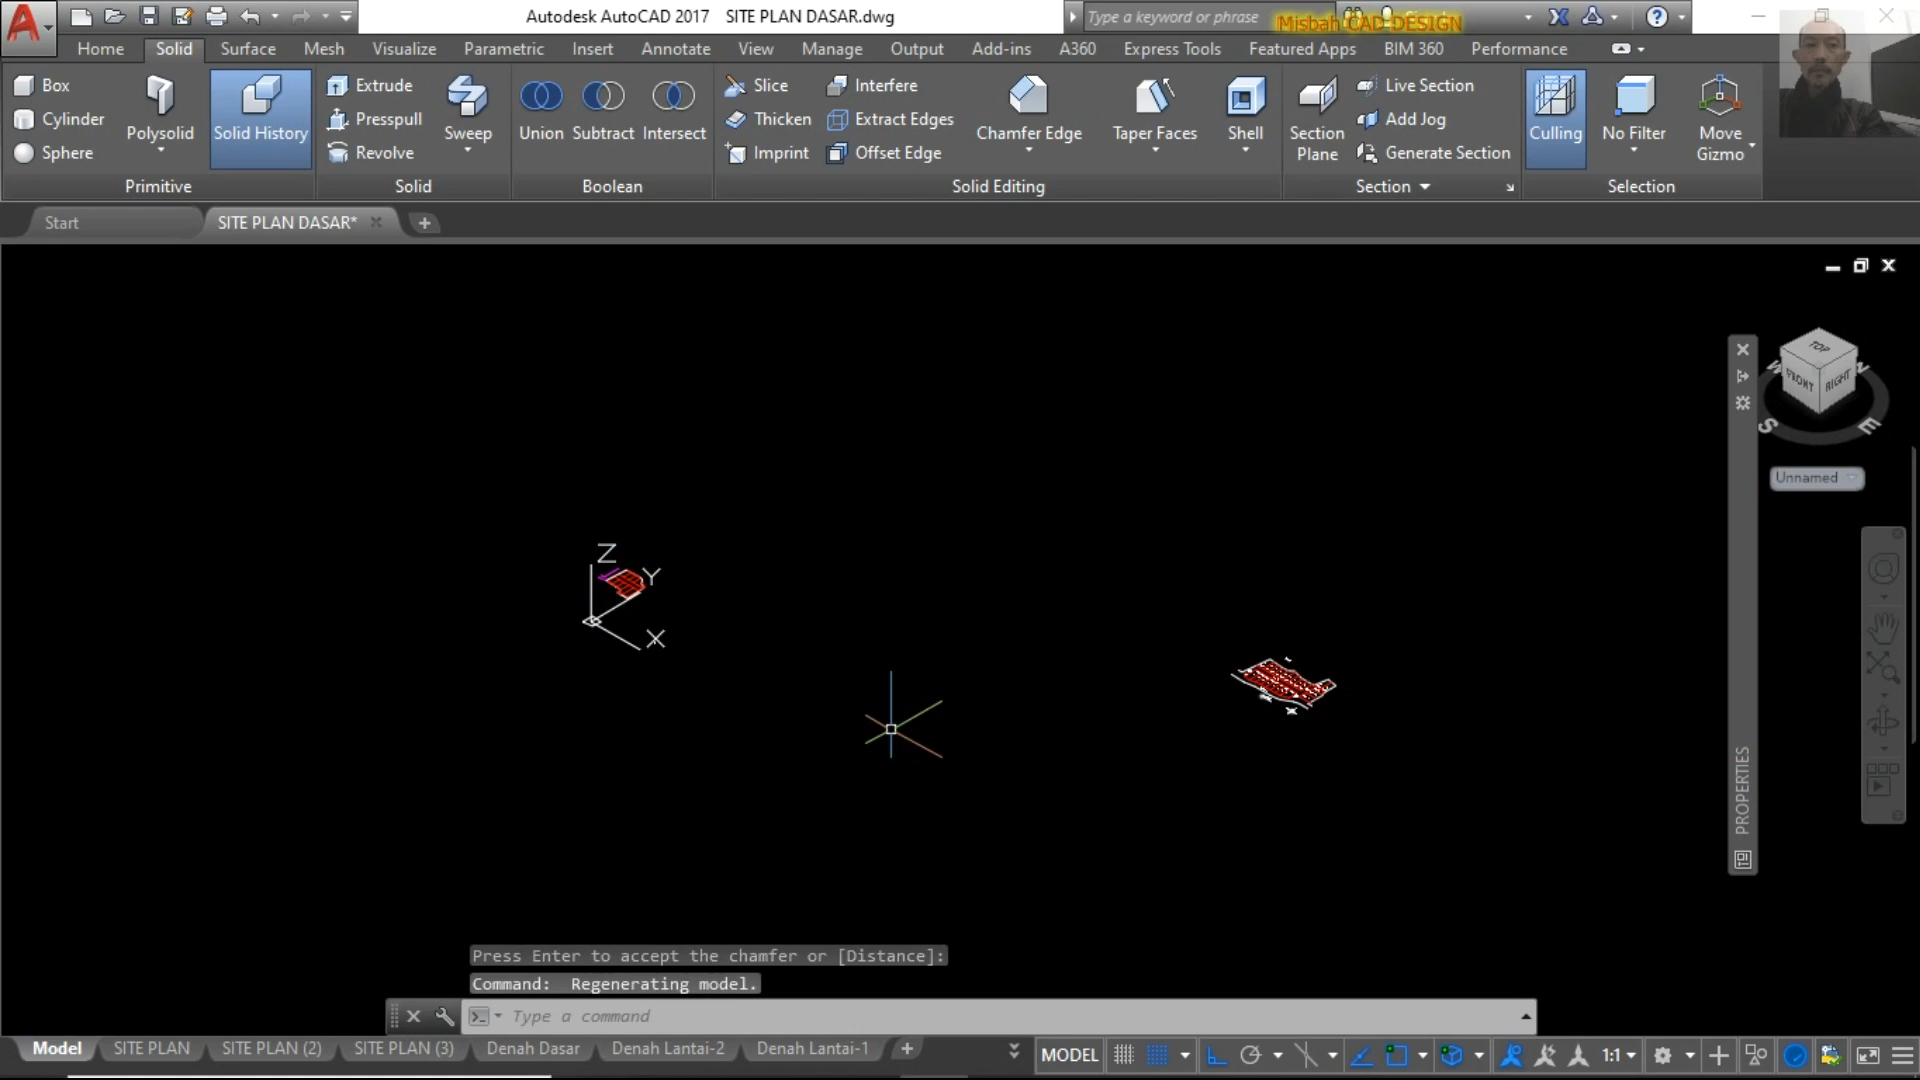 Autodesk AutoCAD 2017 SITE PLAN DASAR.dwg
Type a keyword or phrase
Misbah CAD DESIGN
Home Solid Surface Mesh Visualize Parametric Insert Annotate View Manage Output Add-ins A360 Express Tools Featured Apps BIM 360 Performance
Box
Cylinder
Sphere
Polysolid
Solid History
Extrude
Presspull
Revolve
Sweep
Union Subtract Intersect
Slice
Thicken
Imprint
Interfere
Extract Edges
Offset Edge
Chamfer Edge
Taper Faces
Shell
Section
Plane
Live Section
Add Jog
Generate Section
Culling
No Filter
Move
Gizmo
Primitive Solid Boolean Solid Editing Section Selection
Start SITE PLAN DASAR*
TOP
FRONT RIGHT
W N
S E
Unnamed
Z
Y
X
PROPERTIES
Press Enter to accept the chamfer or [Distance]:
Command: Regenerating model.
Type a command
Model SITE PLAN SITE PLAN (2) SITE PLAN (3) Denah Dasar Denah Lantai-2 Denah Lantai-1
MODEL 1:1